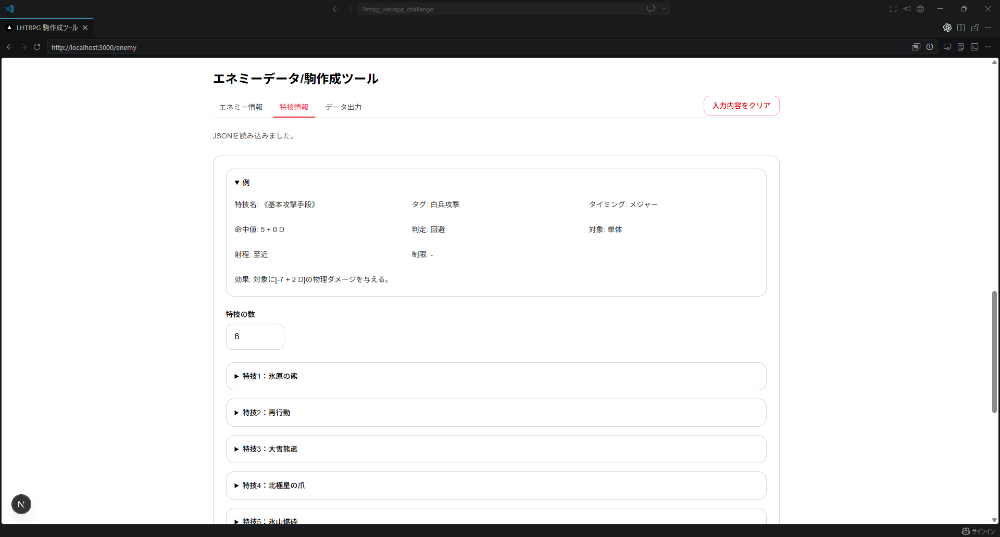 lhtrpg_webapp_challenge
LHTRPG 駒作成ツール
http://localhost:3000/enemy
エネミーデータ/駒作成ツール
エネミー情報 特技情報 データ出力 入力内容をクリア
JSONを読み込みました。
▼ 例
特技名: 《基本攻撃手段》 タグ: 白兵攻撃 タイミング: メジャー
命中値: 5 + 0 D 判定: 回避 対象: 単体
射程: 至近 制限: -
効果: 対象に[-7 + 2 D]の物理ダメージを与える。
特技の数
6
▶ 特技1：氷原の熊
▶ 特技2：再行動
▶ 特技3：大雪熊颪
▶ 特技4：北極星の爪
▶ 特技5：氷山爆砕
N
サインイン